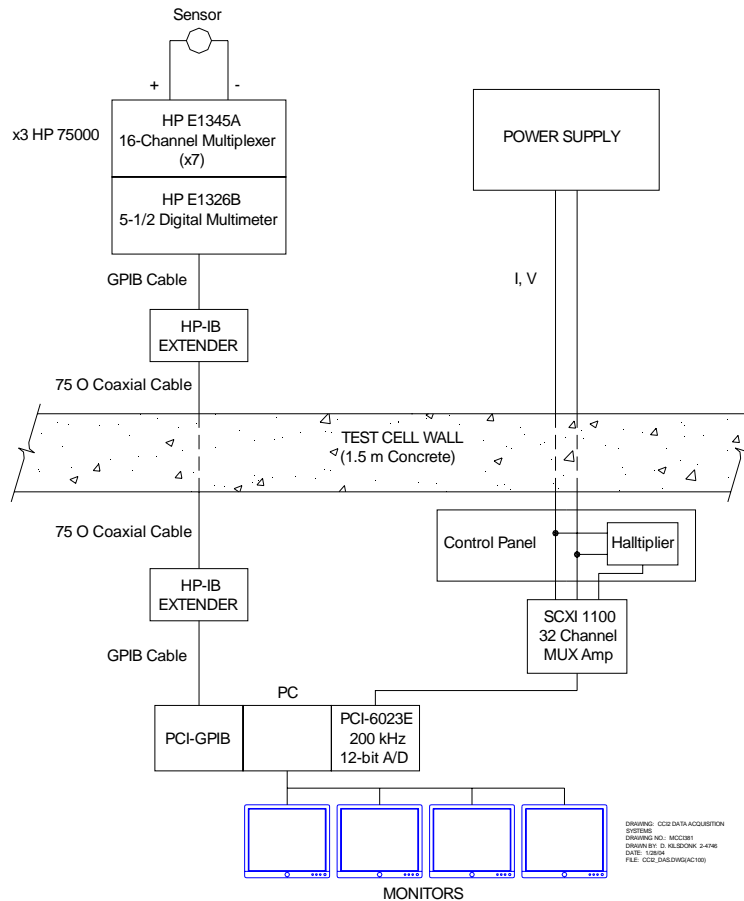 Sensor
+
-
x3 HP 75000
HP E1345A
16-Channel Multiplexer
(x7)
HP E1326B
5-1/2 Digital Multimeter
POWER SUPPLY
GPIB Cable
I, V
HP-IB
EXTENDER
75 O Coaxial Cable
TEST CELL WALL
(1.5 m Concrete)
75 O Coaxial Cable
Control Panel
Halltiplier
HP-IB
EXTENDER
SCXI 1100
32 Channel
MUX Amp
GPIB Cable
PC
PCI-GPIB
PCI-6023E
200 kHz
12-bit A/D
DRAWING: CCI2 DATA ACQUISITION
SYSTEMS
DRAWING NO.: MCC081
DRAWN BY: D. KILSDONK 2-4746
DATE: 1/28/04
FILE: CCI2_DAS.DWG(AC100)
MONITORS